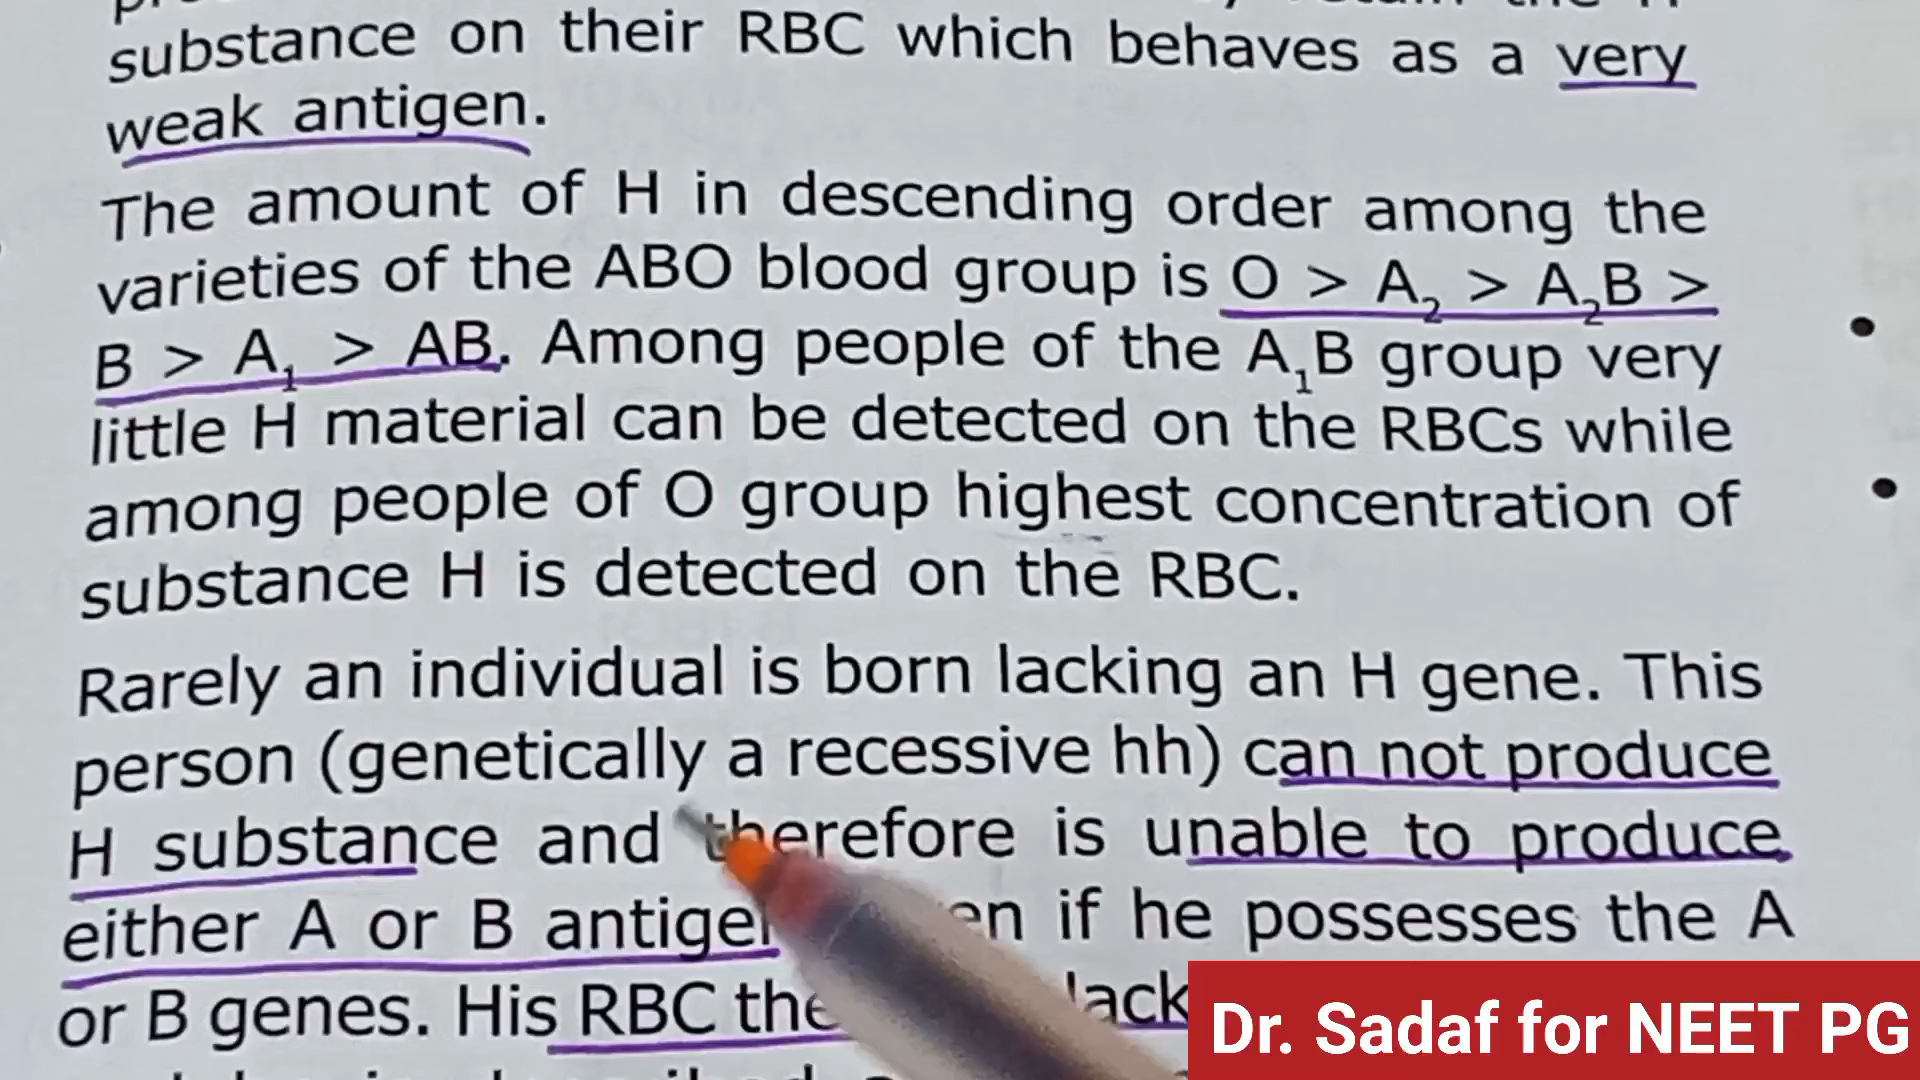 substance on their RBC which behaves as a very
weak antigen.
The amount of H in descending order among the
varieties of the ABO blood group is O > A₂ > A₂B >
B > A₁ > AB. Among people of the A₁B group very
little H material can be detected on the RBCs while
among people of O group highest concentration of
substance H is detected on the RBC.
Rarely an individual is born lacking an H gene. This
person (genetically a recessive hh) can not produce
H substance and therefore is unable to produce
either A or B antigen if he possesses the A
or B genes. His RBC lack
Dr. Sadaf for NEET PG